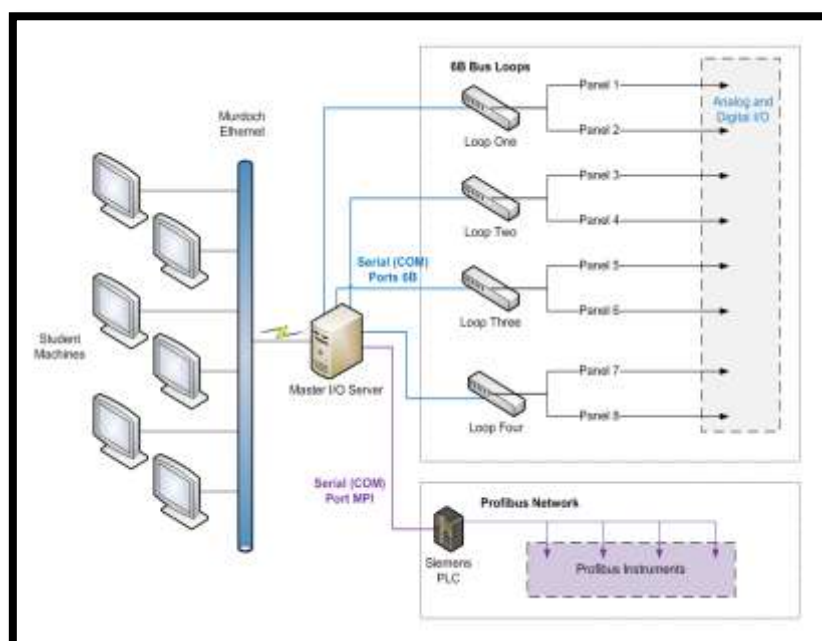 Murdoch
Ethernet
Student
Machines
Master I/O Server
Serial (COM)
Ports 6B
Serial (COM)
Port MPI
6B Bus Loops
Loop One
Loop Two
Loop Three
Loop Four
Panel 1
Panel 2
Panel 3
Panel 4
Panel 5
Panel 6
Panel 7
Panel 8
Analog and
Digital I/O
Profibus Network
Siemens
PLC
Profibus Instruments